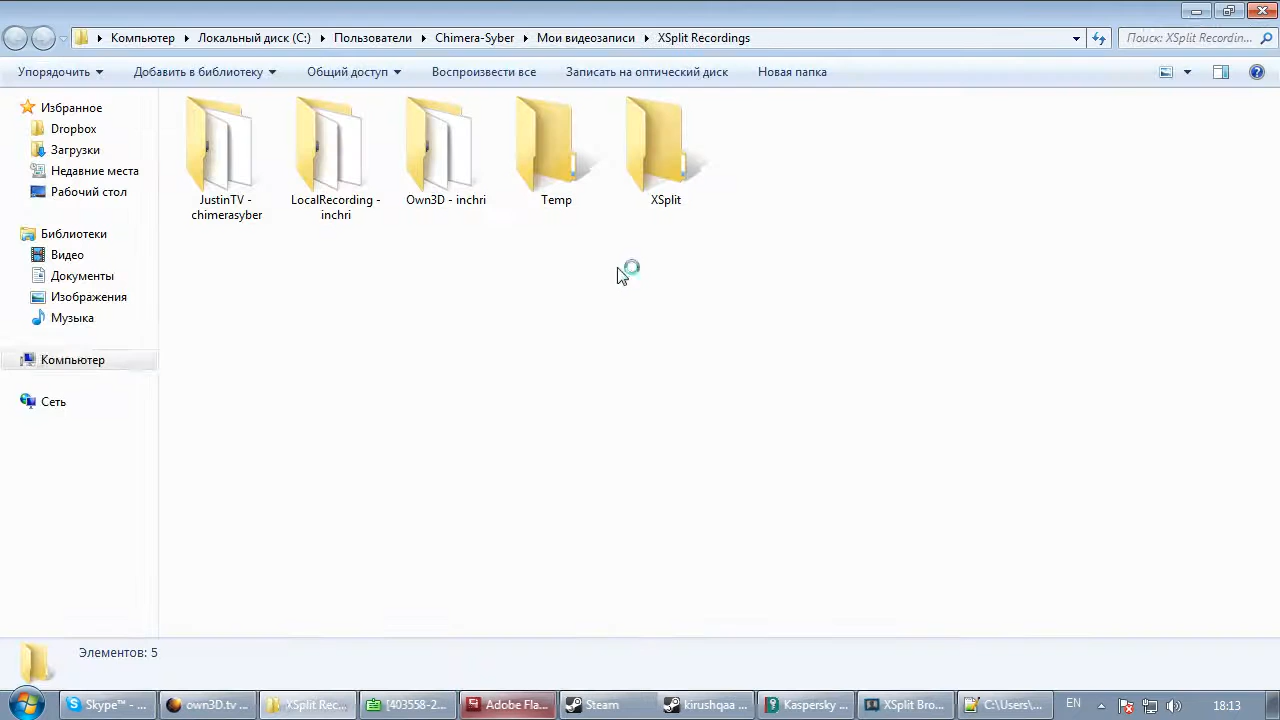 Компьютер Локальный диск (C:) Пользователи Chimera-Syber Мои видеозаписи XSplit Recordings
Поиск: XSplit Recordin...
Упорядочить Добавить в библиотеку Общий доступ Воспроизвести все Записать на оптический диск Новая папка
Избранное
Dropbox
Загрузки
Недавние места
Рабочий стол
Библиотеки
Видео
Документы
Изображения
Музыка
Компьютер
Сеть
JustinTV -
chimerasyber
LocalRecording -
inchri
Own3D - inchri
Temp
XSplit
Элементов: 5
Skype™ - ... own3D.tv ... XSplit Rec... [403558-2... Adobe Fla... Steam kirushqaa ... Kaspersky ... XSplit Bro... C:\Users\... EN 18:13